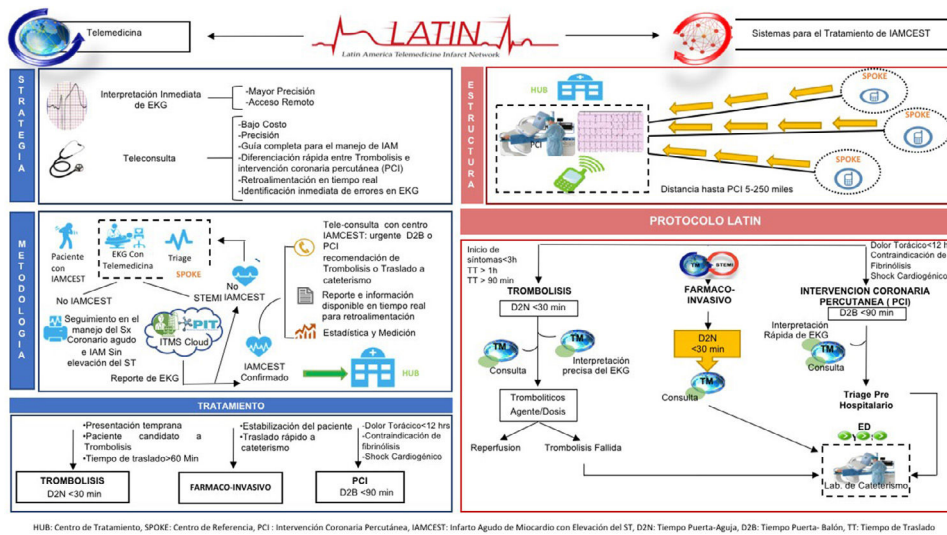 Telemedicina
LATIN
Latin America Telemedicine Infarct Network
Sistemas para el Tratamiento de IAMCEST
STRATEGIA
Interpretación Inmediata
de EKG
-Mayor Precisión
-Acceso Remoto
Teleconsulta
-Bajo Costo
-Precisión
-Guía completa para el manejo de IAM
-Diferenciación rápida entre Trombolisis e
intervención coronaria percutánea (PCI)
-Retroalimentación en tiempo real
-Identificación inmediata de errores en EKG
ESTRUCTURA
HUB
PCI
SPOKE
SPOKE
SPOKE
Distancia hasta PCI 5-250 miles
METODOLOGIA
Paciente
con
IAMCEST
EKG Con
Telemedicina
Triage
SPOKE
No IAMCEST
STEMI
No
IAMCEST
Seguimiento en el
manejo del Sx
Coronario agudo
e IAM Sin
elevación del ST
PIT
ITMS Cloud
Reporte de EKG
IAMCEST
Confirmado
HUB
Tele-consulta con centro
IAMCEST: urgente D2B o
PCI
recomendación de
Trombolisis o Traslado a
cateterismo
Reporte e información
disponible en tiempo real
para retroalimentación
Estadística y Medición
TRATAMIENTO
•Presentación temprana
•Paciente candidato a
Trombolisis
•Tiempo de traslado>60 Min
•Estabilización del paciente
•Traslado rápido a
cateterismo
-Dolor Torácico<12 hrs
-Contraindicación de
fibrinólisis
-Shock Cardiogénico
TROMBOLISIS
D2N <30 min
FARMACO-INVASIVO
PCI
D2B <90 min
PROTOCOLO LATIN
Inicio de
síntomas<3h
TT > 1h
TT > 90 min
TROMBOLISIS
D2N <30 min
TM
Consulta
TM
Interpretación
precisa del EKG
Tromboliticos
Agente/Dosis
Reperfusion
Trombolisis Fallida
TM
STEMI
FARMACO-
INVASIVO
D2N
<30 min
TM
Consulta
Dolor Torácico<12 h
Contraindicación de
Fibrinólisis
Shock Cardiogénico
INTERVENCION CORONARIA
PERCUTANEA ( PCI)
D2B <90 min
Interpretación
Rápida de EKG
TM
Consulta
Triage Pre
Hospitalario
ED
Lab. de Cateterismo
HUB: Centro de Tratamiento, SPOKE: Centro de Referencia, PCI : Intervención Coronaria Percutánea, IAMCEST: Infarto Agudo de Miocardio con Elevación del ST, D2N: Tiempo Puerta-Aguja, D2B: Tiempo Puerta- Balón, TT: Tiempo de Traslado